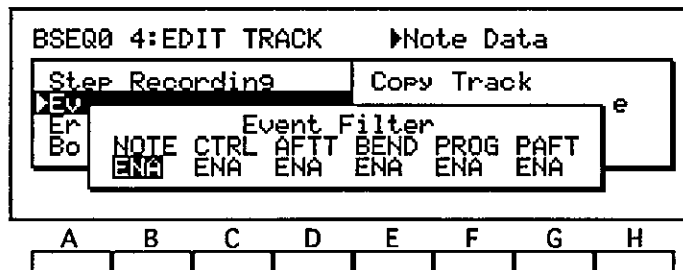 BSEQ0 4:EDIT TRACK ▶Note Data
Step Recording Copy Track
▶Ev e
Er Event Filter
Bo NOTE CTRL AFTT BEND PROG PAFT
ENA ENA ENA ENA ENA ENA
A B C D E F G H